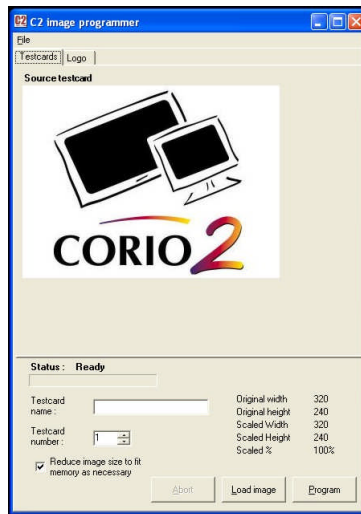 C2 C2 image programmer
File
Testcards Logo
Source testcard
CORIO 2
Status : Ready
Testcard name :
Original width 320
Original height 240
Scaled Width 320
Scaled Height 240
Scaled % 100%
Testcard number : 1
Reduce image size to fit
memory as necessary
Abort Load image Program